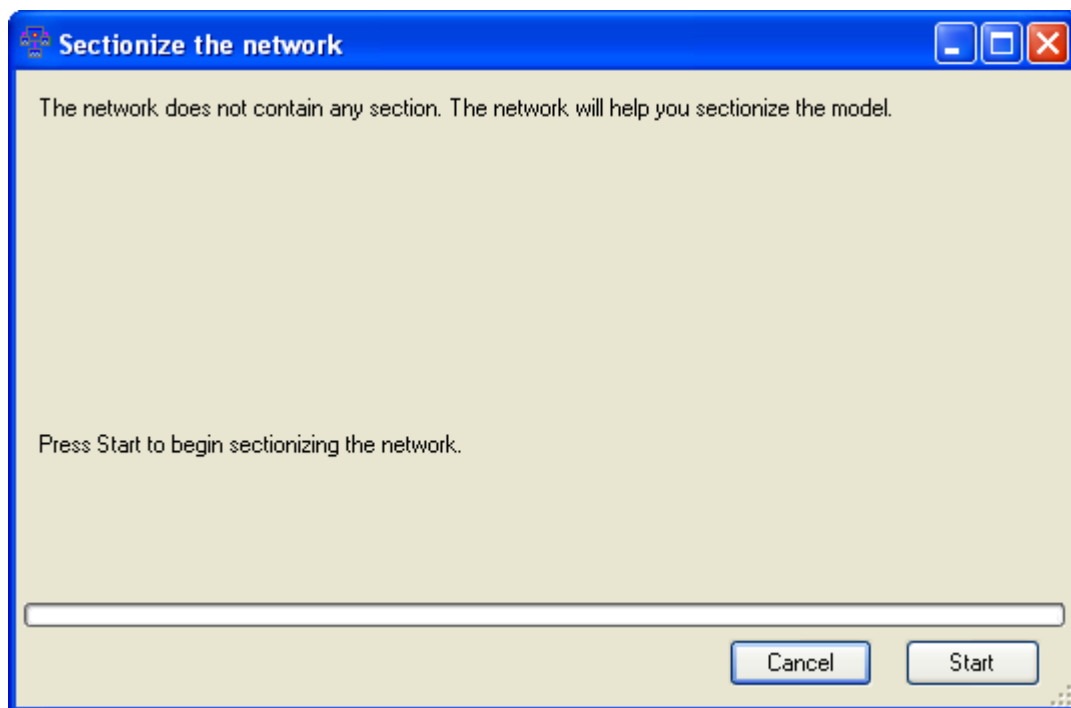 Sectionize the network
The network does not contain any section. The network will help you sectionize the model.
Press Start to begin sectionizing the network.
Cancel
Start